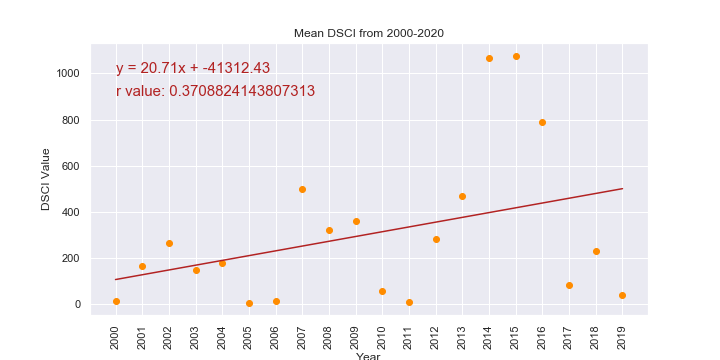 Mean DSCI from 2000-2020
y = 20.71x + -41312.43
r value: 0.3708824143807313
DSCI Value
1000
800
600
400
200
0
2000 2001 2002 2003 2004 2005 2006 2007 2008 2009 2010 2011 2012 2013 2014 2015 2016 2017 2018 2019
Year